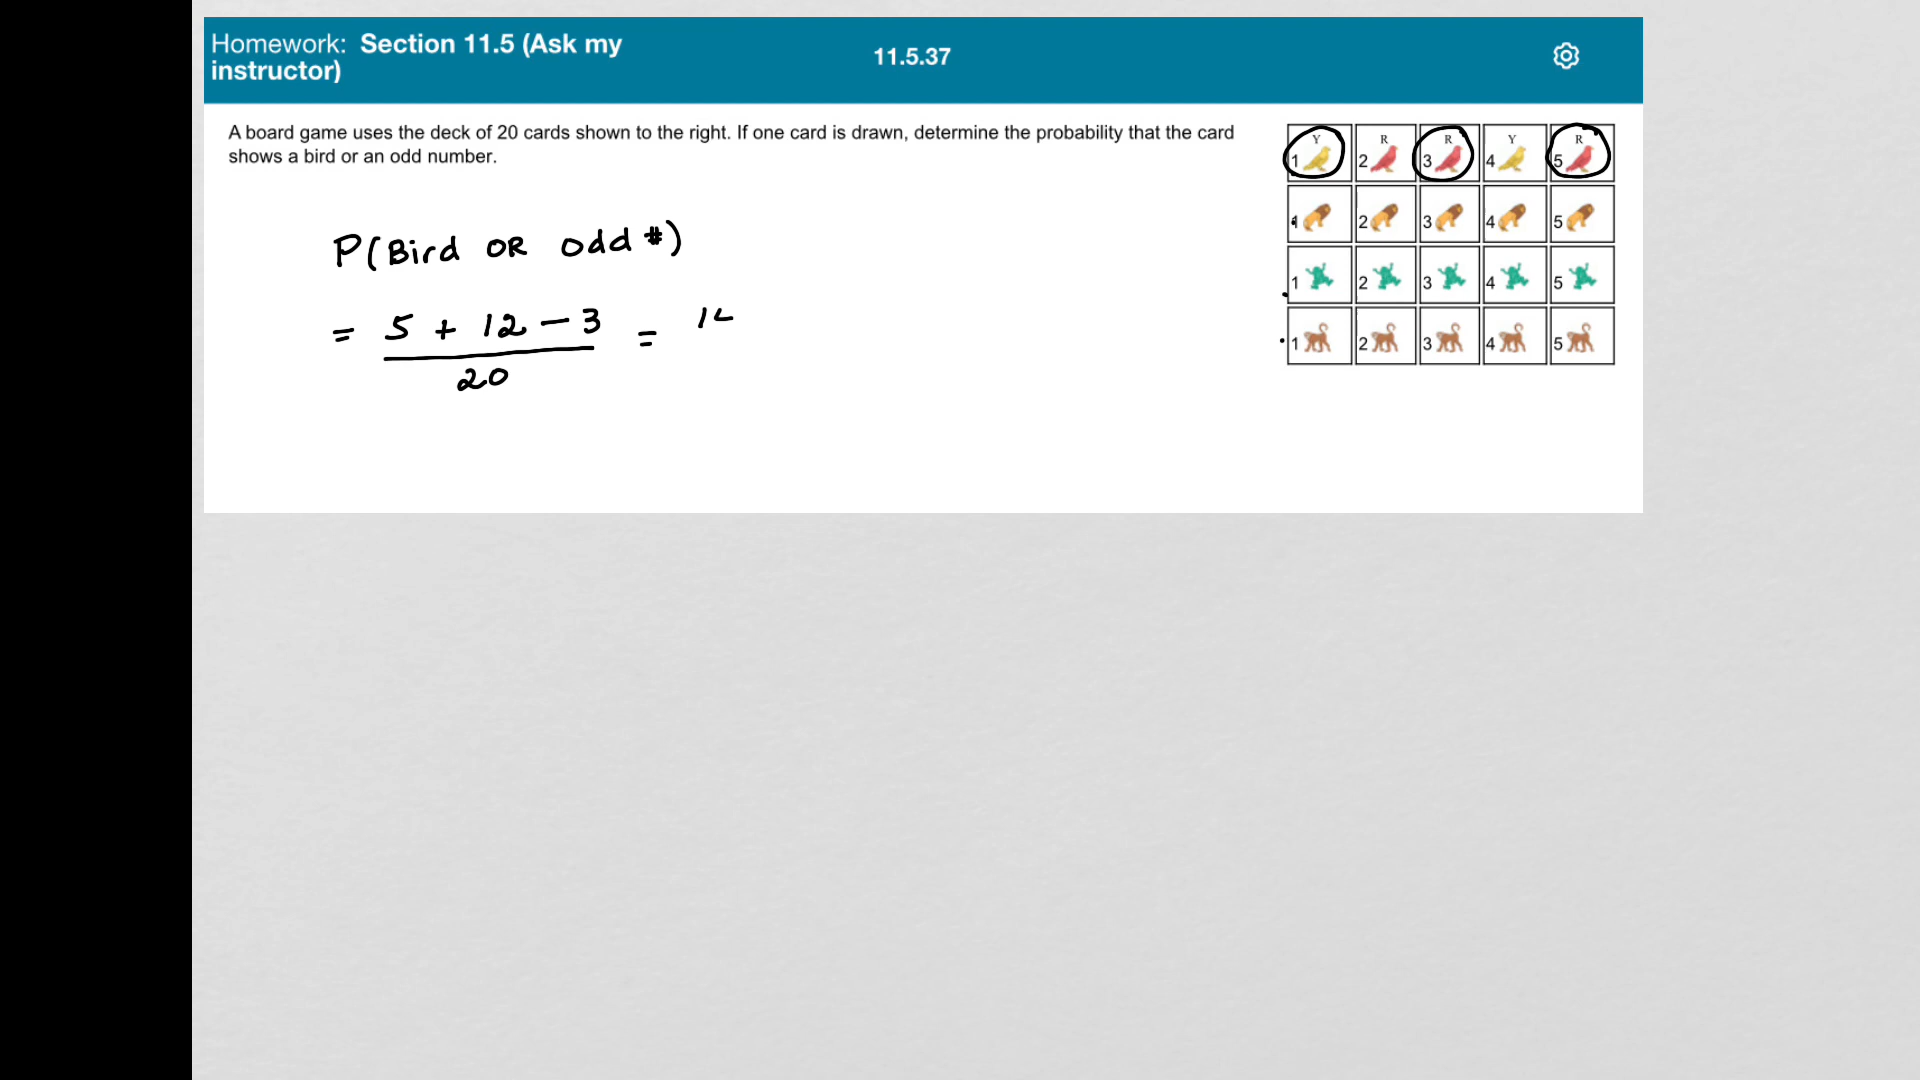 Homework: Section 11.5 (Ask my
instructor)
11.5.37
A board game uses the deck of 20 cards shown to the right. If one card is drawn, determine the probability that the card
shows a bird or an odd number.
Y R R Y R
1 2 3 4 5
1 2 3 4 5
1 2 3 4 5
1 2 3 4 5
P(Bird OR odd #)
= 5 + 12 - 3 = 14
20